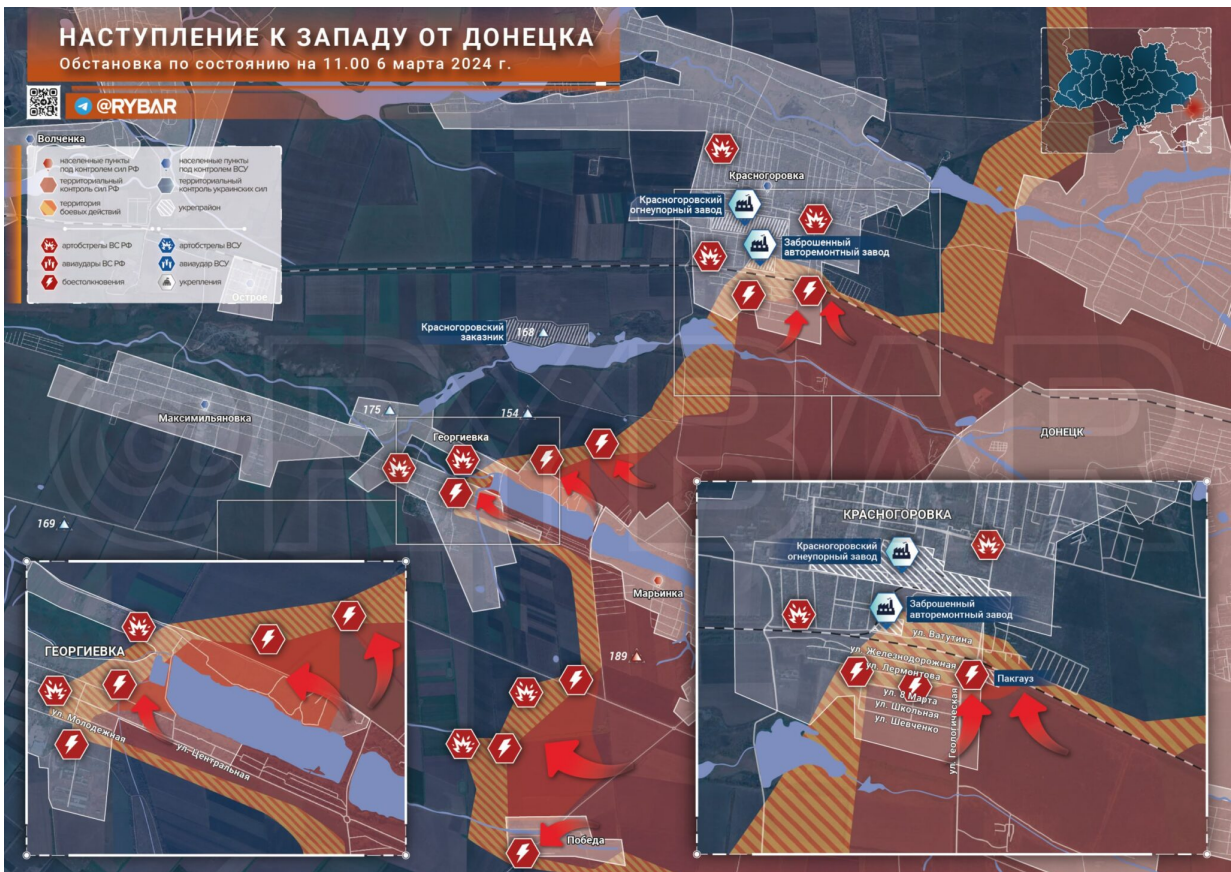 НАСТУПЛЕНИЕ К ЗАПАДУ ОТ ДОНЕЦКА
Обстановка по состоянию на 11.00 6 марта 2024 г.
@RYBAR
Волченка
населенные пункты
под контролем сил РФ
территориальный
контроль сил РФ
территория
боевых действий
населенные пункты
под контролем ВСУ
территориальный
контроль украинских сил
укрепрайон
артобстрелы ВС РФ
авиаудары ВС РФ
боестолкновения
артобстрелы ВСУ
авиаудар ВСУ
укрепления
Острое
Красногоровка
Красногоровский
огнеупорный завод
Заброшенный
авторемонтный завод
Красногоровский
заказник
168
175
154
Максимильяновка
Георгиевка
ДОНЕЦК
169
Марьинка
189
Победа
@RYBAR
ГЕОРГИЕВКА
ул. Молодежная
ул. Центральная
КРАСНОГОРОВКА
Красногоровский
огнеупорный завод
Заброшенный
авторемонтный завод
ул. Ватутина
ул. Железнодорожная
ул. Лермонтова
Пакгауз
ул. 8 Марта
ул. Школьная
ул. Шевченко
ул. Геологическая